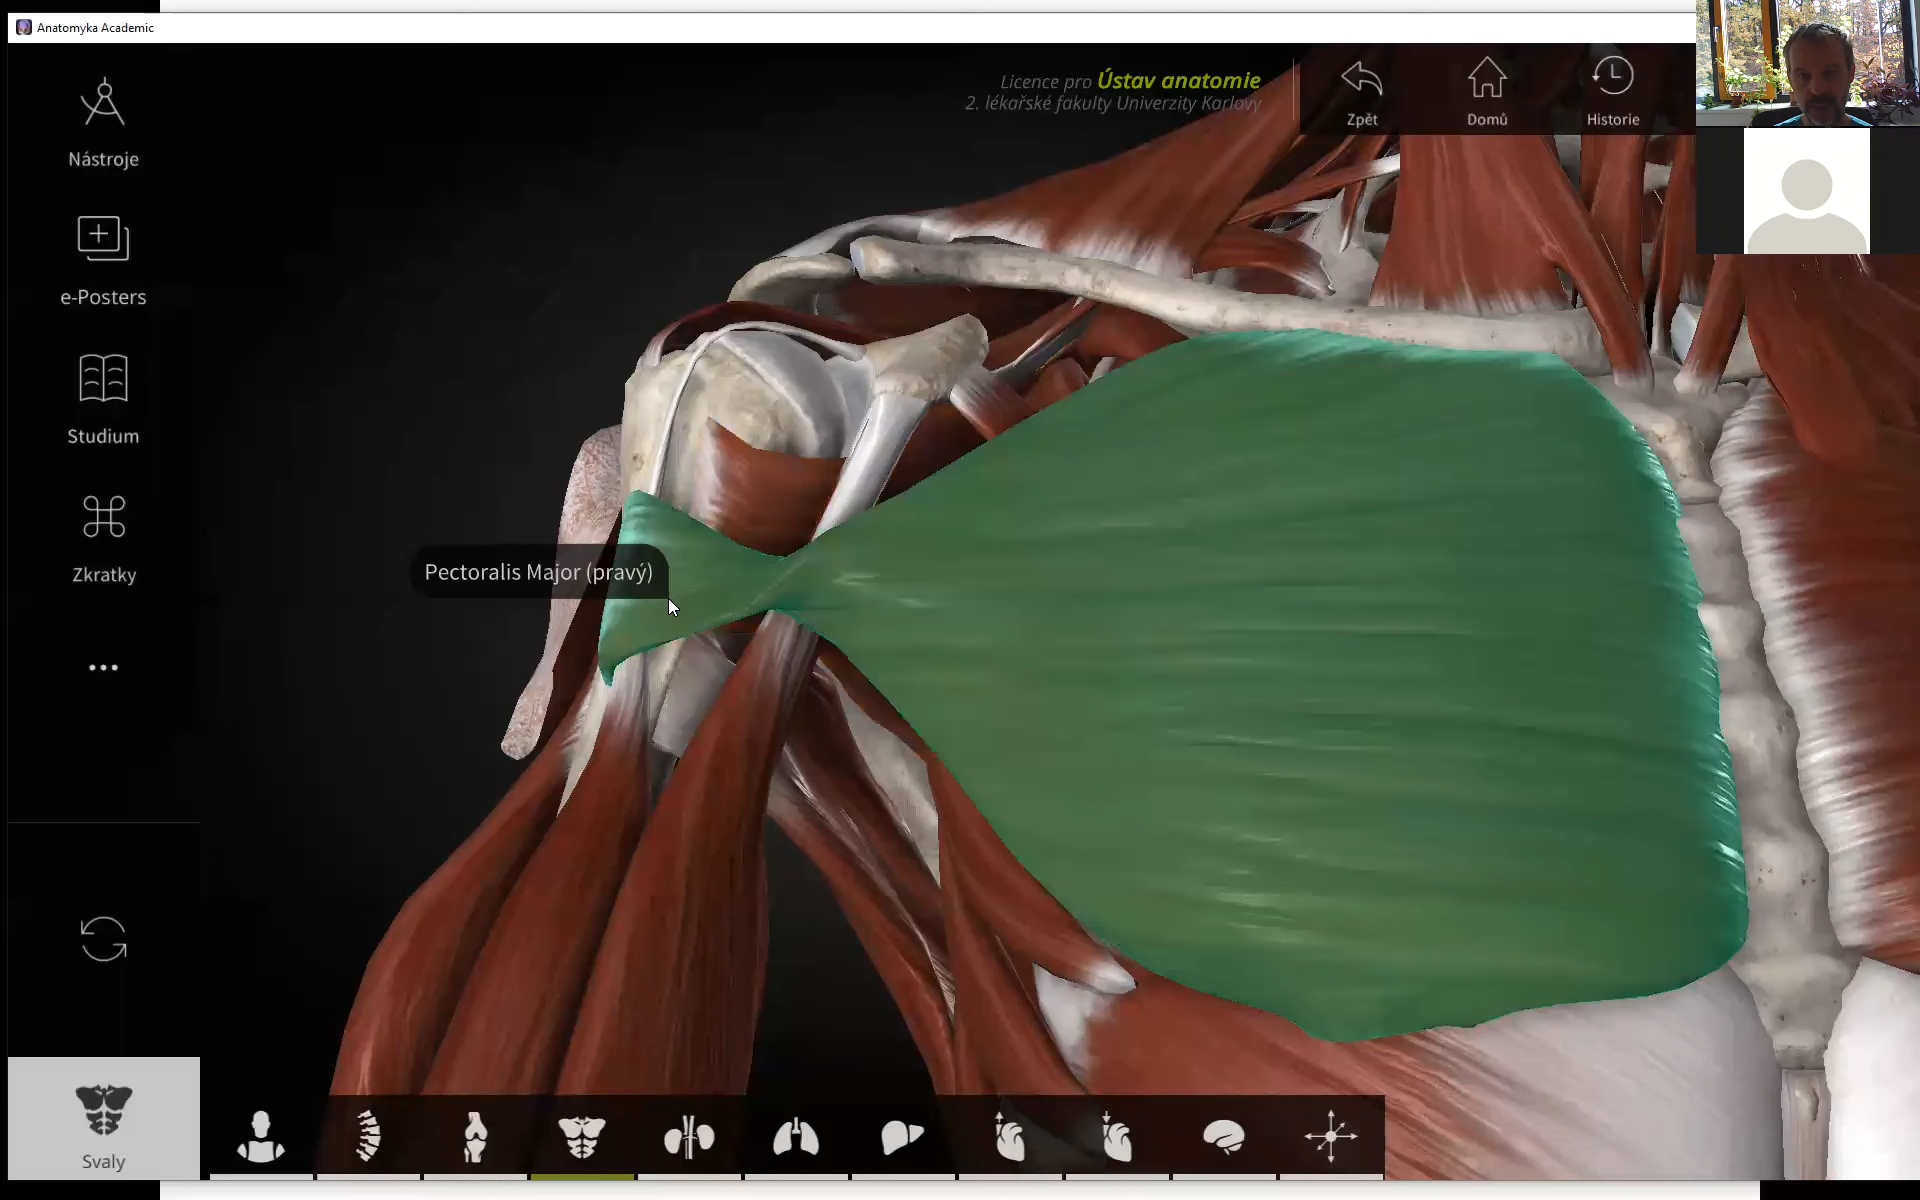 Anatomyka Academic
Licence pro Ústav anatomie
2. lékařské fakulty Univerzity Karlovy
Zpět
Domů
Historie
Nástroje
e-Posters
Studium
Zkratky
Pectoralis Major (pravý)
Svaly